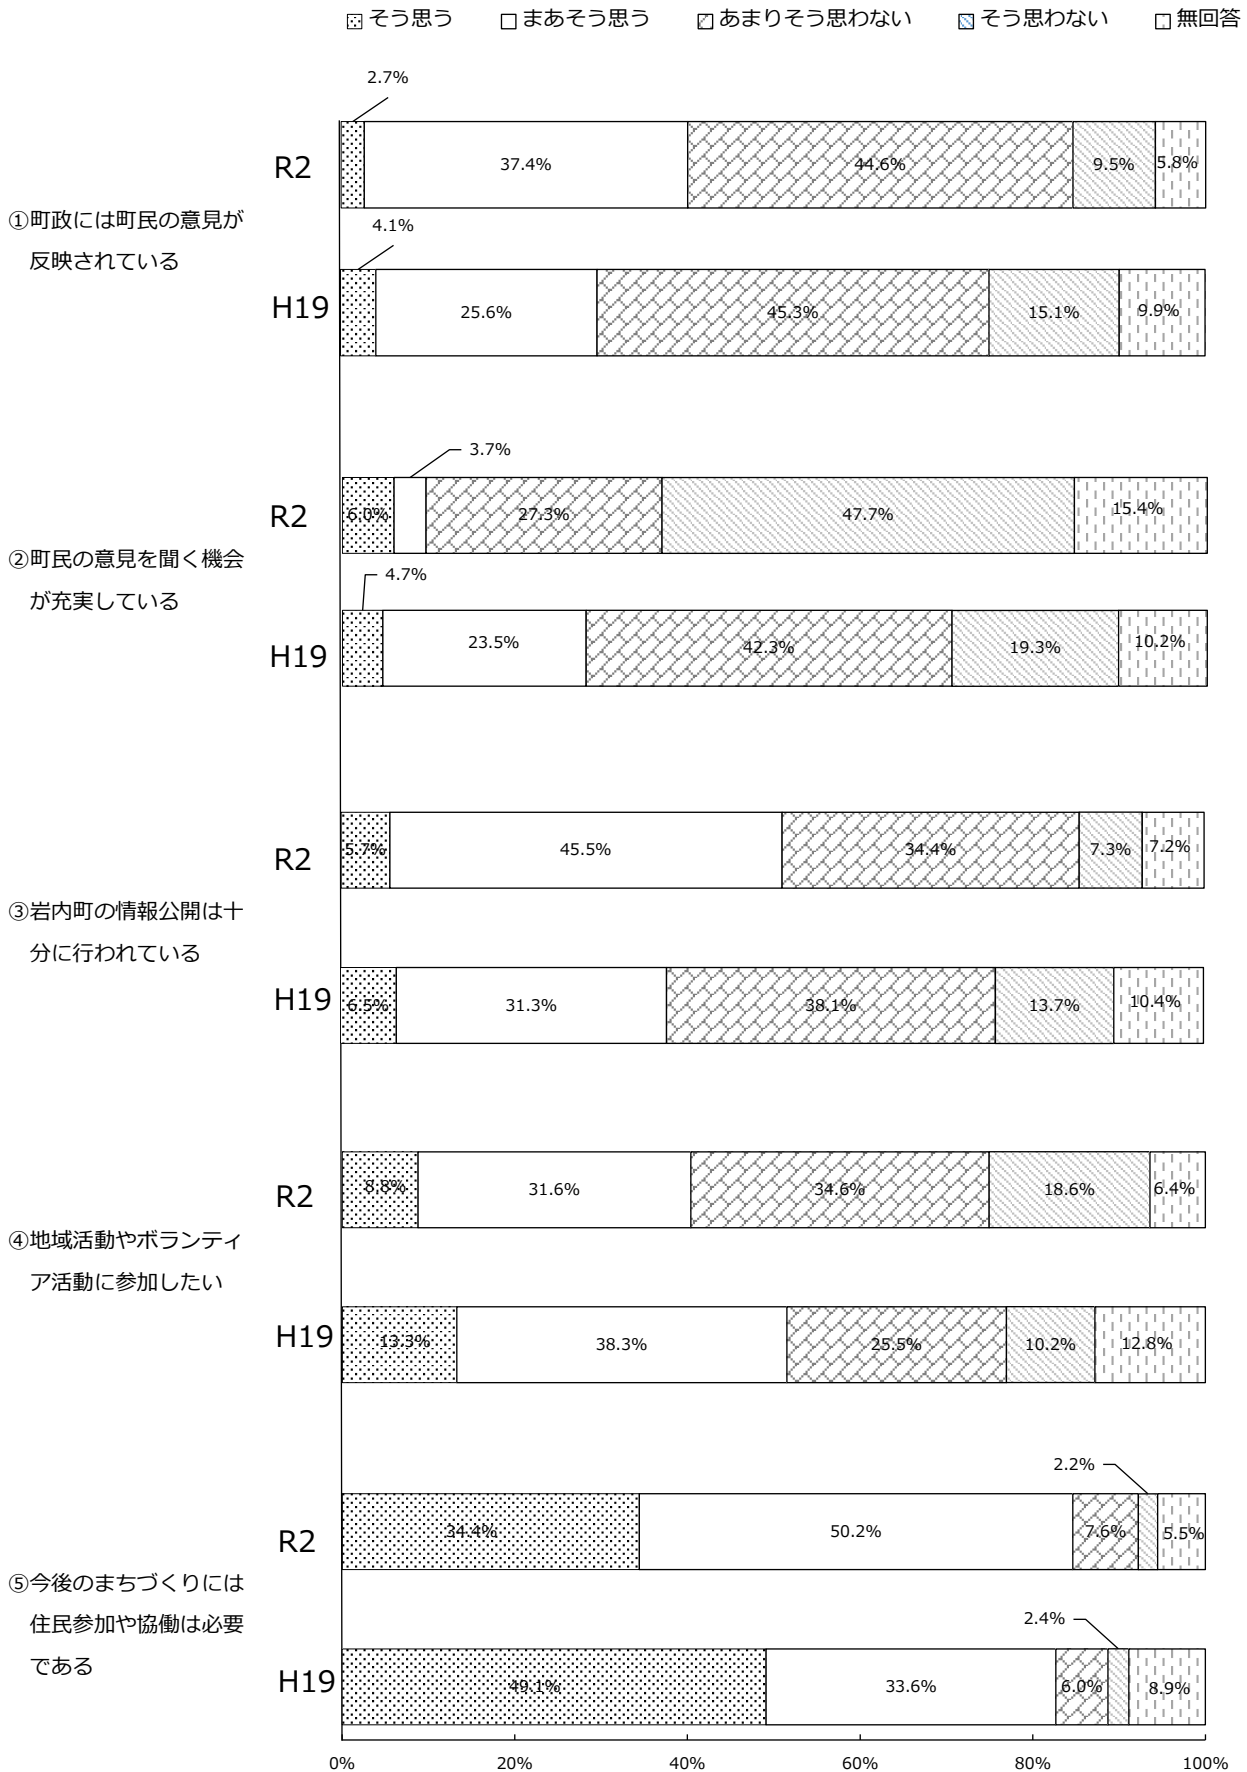 そう思う まあそう思う あまりそう思わない そう思わない 無回答
2.7%
R2 37.4% 44.6% 9.5% 5.8%
①町政には町民の意見が
反映されている
4.1%
H19 25.6% 45.3% 15.1% 9.9%
3.7%
R2 6.0% 27.3% 47.7% 15.4%
②町民の意見を聞く機会
が充実している
4.7%
H19 23.5% 42.3% 19.3% 10.2%
R2 5.7% 45.5% 34.4% 7.3% 7.2%
③岩内町の情報公開は十
分に行われている
H19 6.5% 31.3% 38.1% 13.7% 10.4%
R2 8.8% 31.6% 34.6% 18.6% 6.4%
④地域活動やボランティ
ア活動に参加したい
H19 13.3% 38.3% 25.5% 10.2% 12.8%
2.2%
R2 34.4% 50.2% 7.6% 5.5%
⑤今後のまちづくりには
住民参加や協働は必要
である
2.4%
H19 49.1% 33.6% 6.0% 8.9%
0% 20% 40% 60% 80% 100%